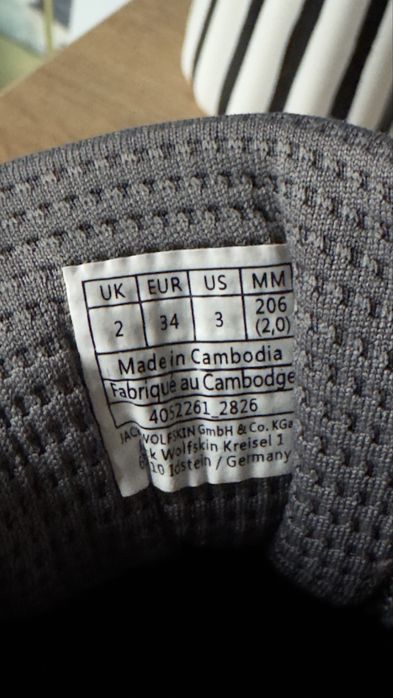 UK EUR US MM
2 34 3 206
(2,0)
Made in Cambodia
Fabriqué au Cambodge
4052261_2826
WOLFSKIN GmbH & Co. KGa
k Wolfskin Kreisel 1
10 Idstein / Germany